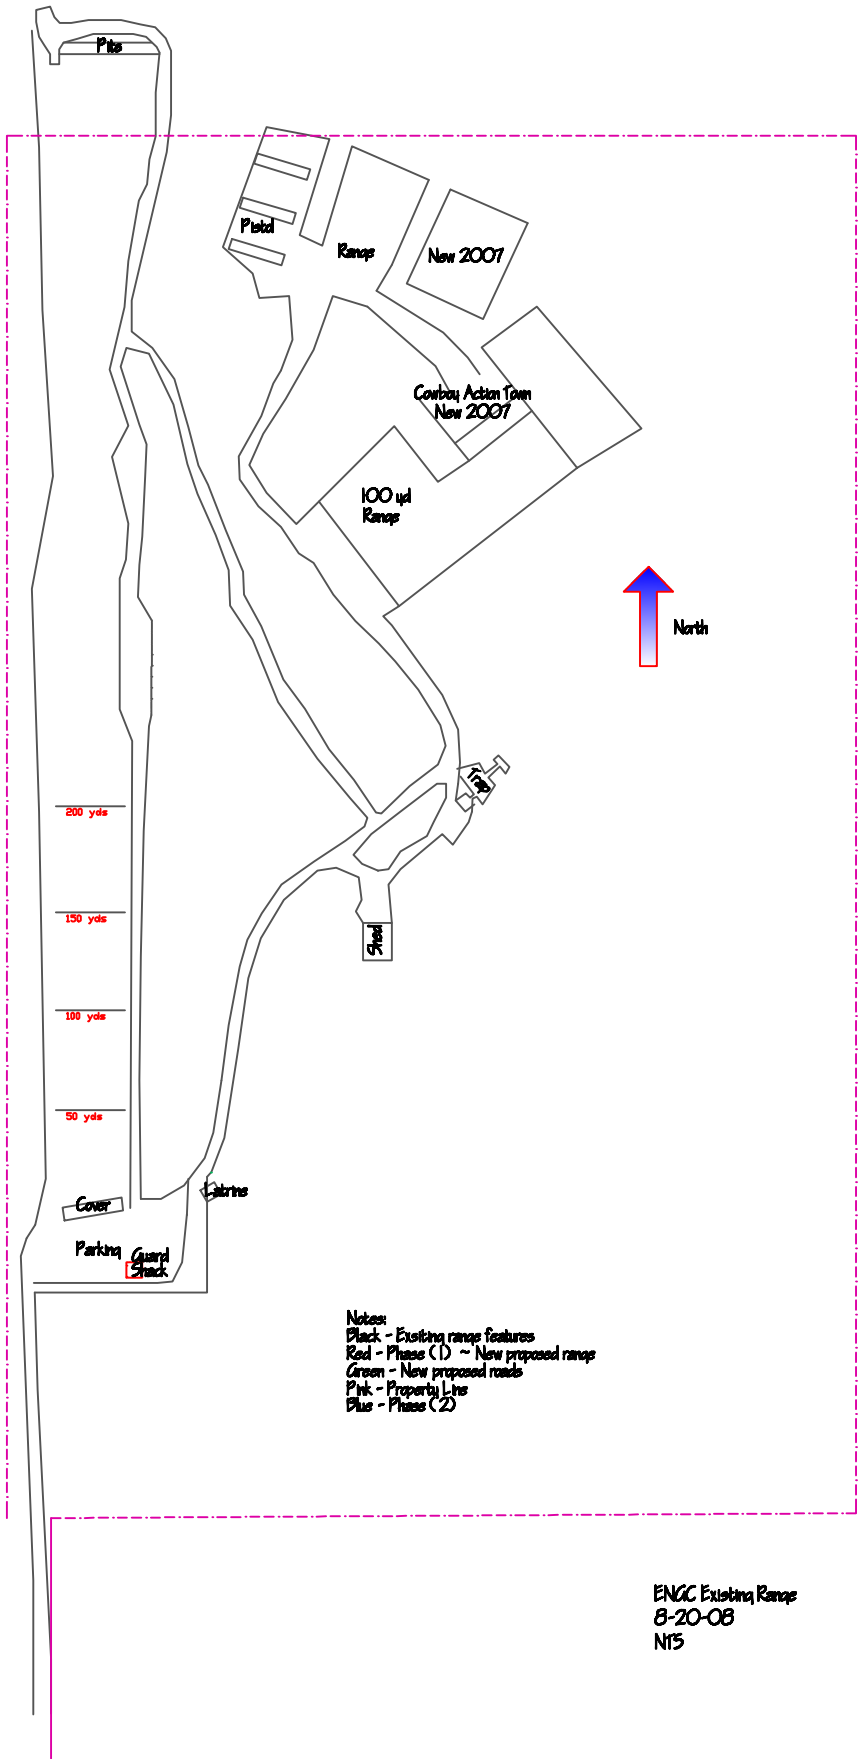 Pits
Pistol
Range
New 2007
Cowboy Action Town
New 2007
100 yd
Range
North
Trap
200 yds
150 yds
Shed
100 yds
50 yds
Latrine
Cover
Parking
Guard
Shack
Notes:
Black - Exsiting range features
Red - Phase (1) ~ New proposed range
Green - New proposed roads
Pink - Property Line
Blue - Phase (2)
ENGC Existing Range
8-20-08
NTS